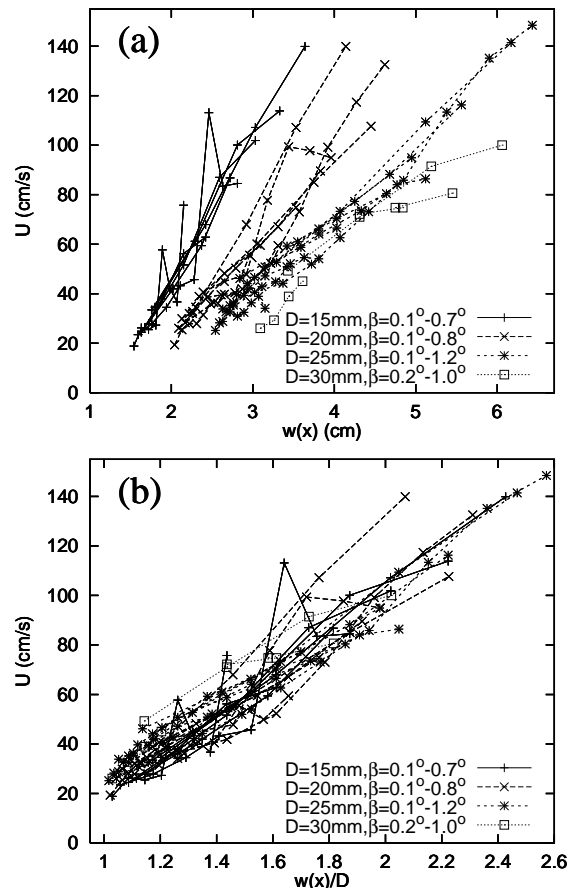 (a)
140
120
100
80
60
40
20
0
U (cm/s)
D=15mm,β=0.1°-0.7°
D=20mm,β=0.1°-0.8°
D=25mm,β=0.1°-1.2°
D=30mm,β=0.2°-1.0°
1 2 3 4 5 6
w(x) (cm)
(b)
140
120
100
80
60
40
20
0
U (cm/s)
D=15mm,β=0.1°-0.7°
D=20mm,β=0.1°-0.8°
D=25mm,β=0.1°-1.2°
D=30mm,β=0.2°-1.0°
1 1.2 1.4 1.6 1.8 2 2.2 2.4 2.6
w(x)/D